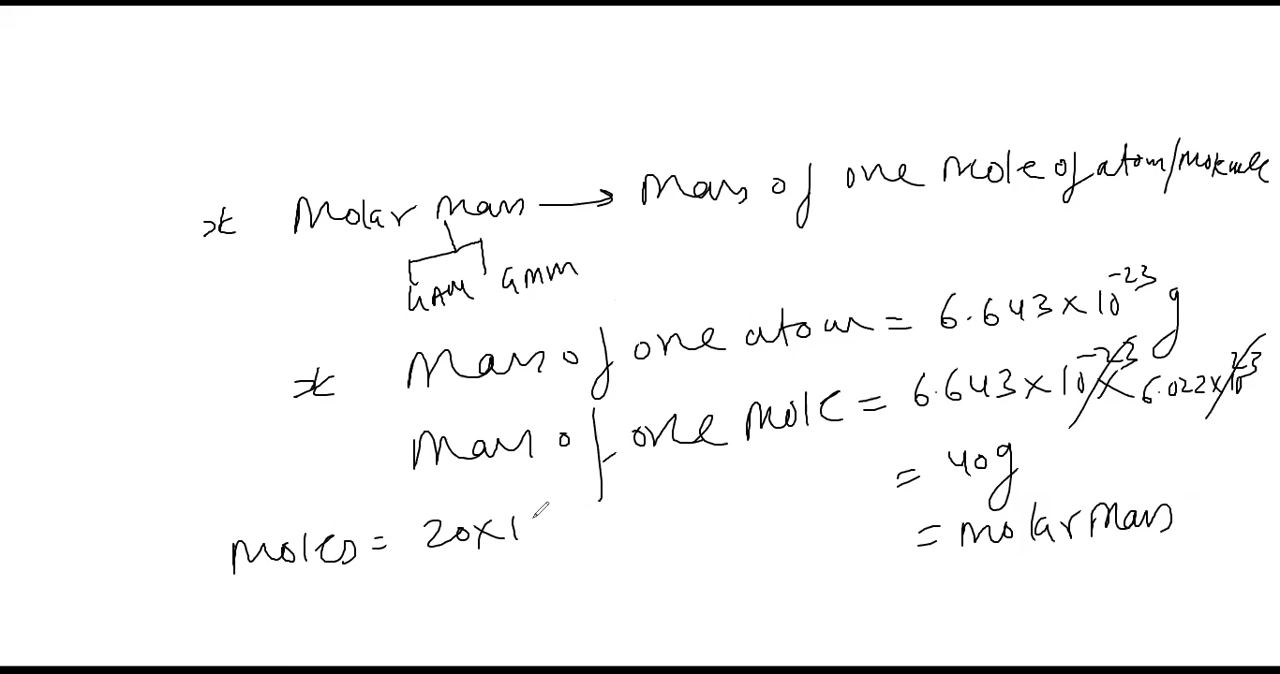 * Molar mass → Mass of one mole of atom/molecule
GAM GMM
* Mass of one atom = 6.643 × 10⁻²³ g
Mass of one mole = 6.643 × 10⁻²³ × 6.022 × 10²³
= 40g
moles = 20×1
= molar mass